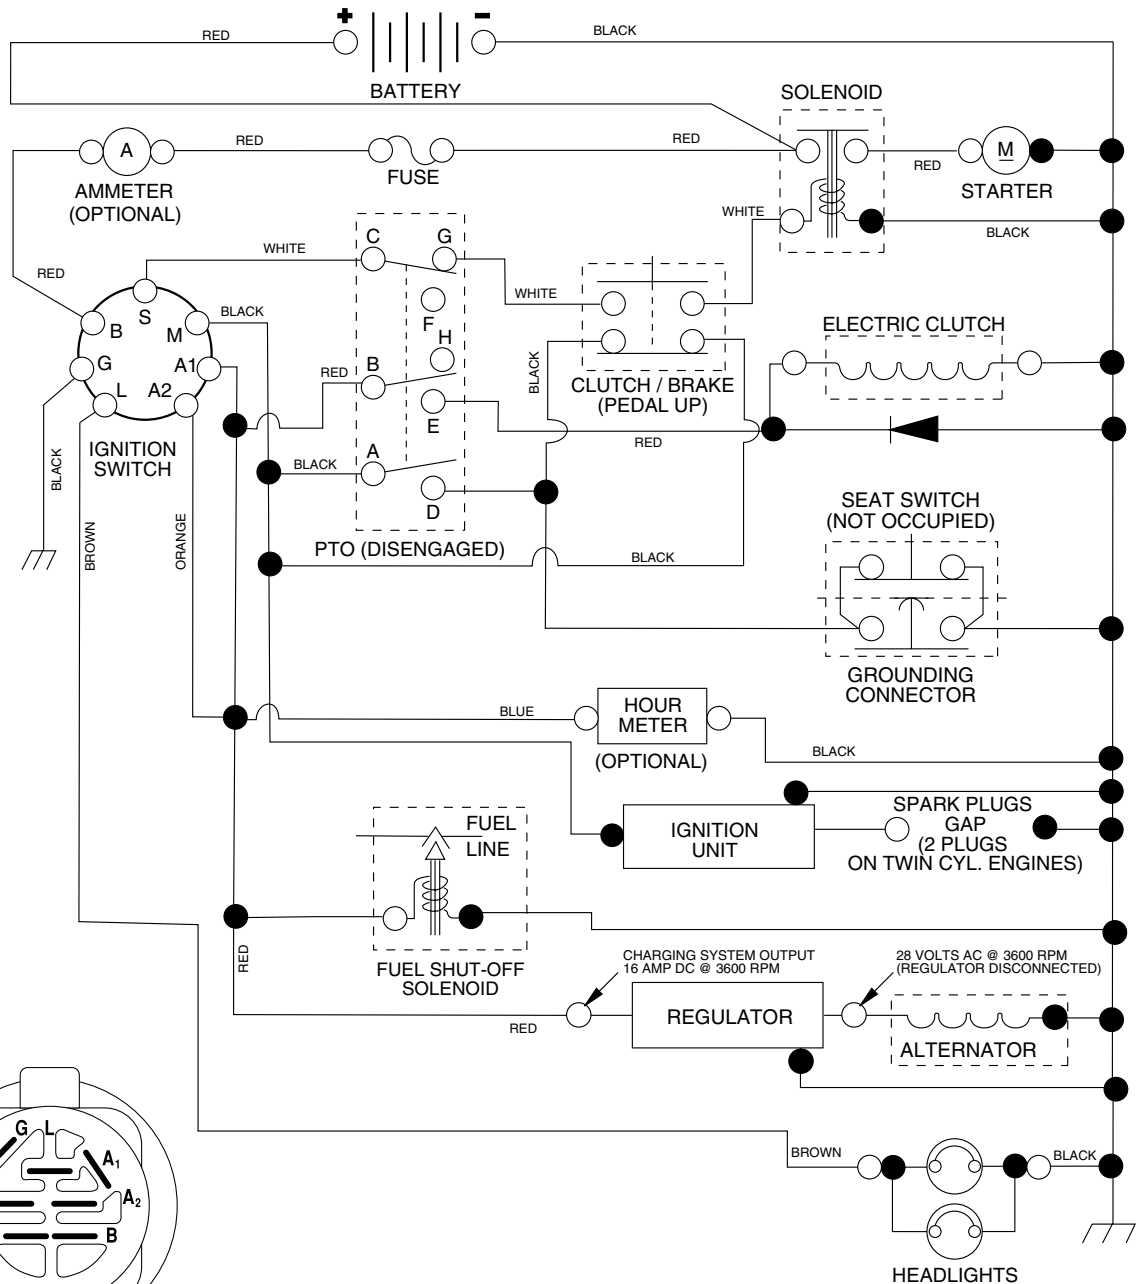 + -
RED
BLACK
BATTERY
SOLENOID
A
RED
RED
RED
M
AMMETER
(OPTIONAL)
FUSE
STARTER
WHITE
BLACK
C G
WHITE
RED
WHITE
S
B M
BLACK
F
H
ELECTRIC CLUTCH
G A1
L A2
RED
B
BLACK
CLUTCH / BRAKE
(PEDAL UP)
E
RED
IGNITION
SWITCH
BLACK
BLACK
A
D
SEAT SWITCH
(NOT OCCUPIED)
BROWN
ORANGE
PTO (DISENGAGED)
BLACK
GROUNDING
CONNECTOR
BLUE
HOUR
METER
(OPTIONAL)
BLACK
IGNITION
UNIT
SPARK PLUGS
GAP
(2 PLUGS
ON TWIN CYL. ENGINES)
FUEL
LINE
FUEL SHUT-OFF
SOLENOID
RED
CHARGING SYSTEM OUTPUT
16 AMP DC @ 3600 RPM
28 VOLTS AC @ 3600 RPM
(REGULATOR DISCONNECTED)
RED
REGULATOR
ALTERNATOR
G L
A1
A2
B
BROWN
BLACK
HEADLIGHTS